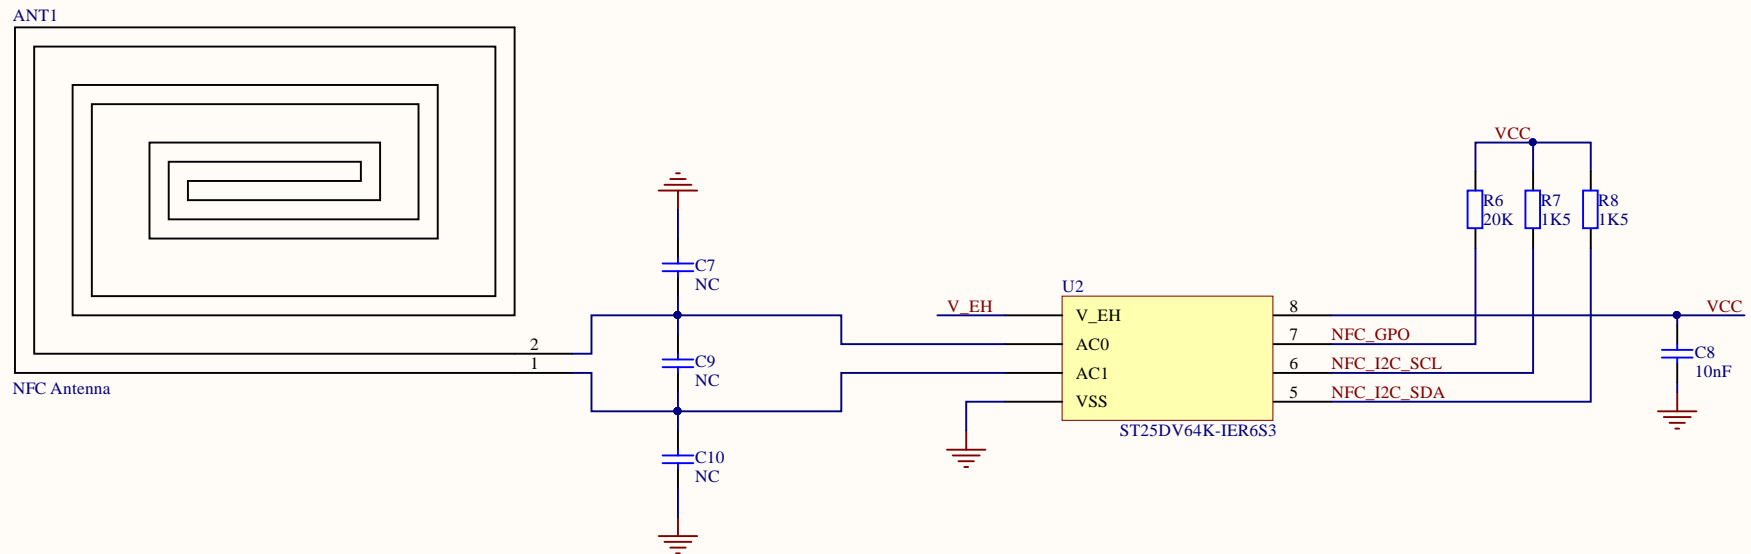 ANT1
VCC
R6
20K
R7
1K5
R8
1K5
C7
NC
U2
V_EH
V_EH
8
VCC
AC0
7
NFC_GPO
2
C9
NC
C8
10nF
1
AC1
6
NFC_I2C_SCL
NFC Antenna
VSS
5
NFC_I2C_SDA
ST25DV64K-IER6S3
C10
NC